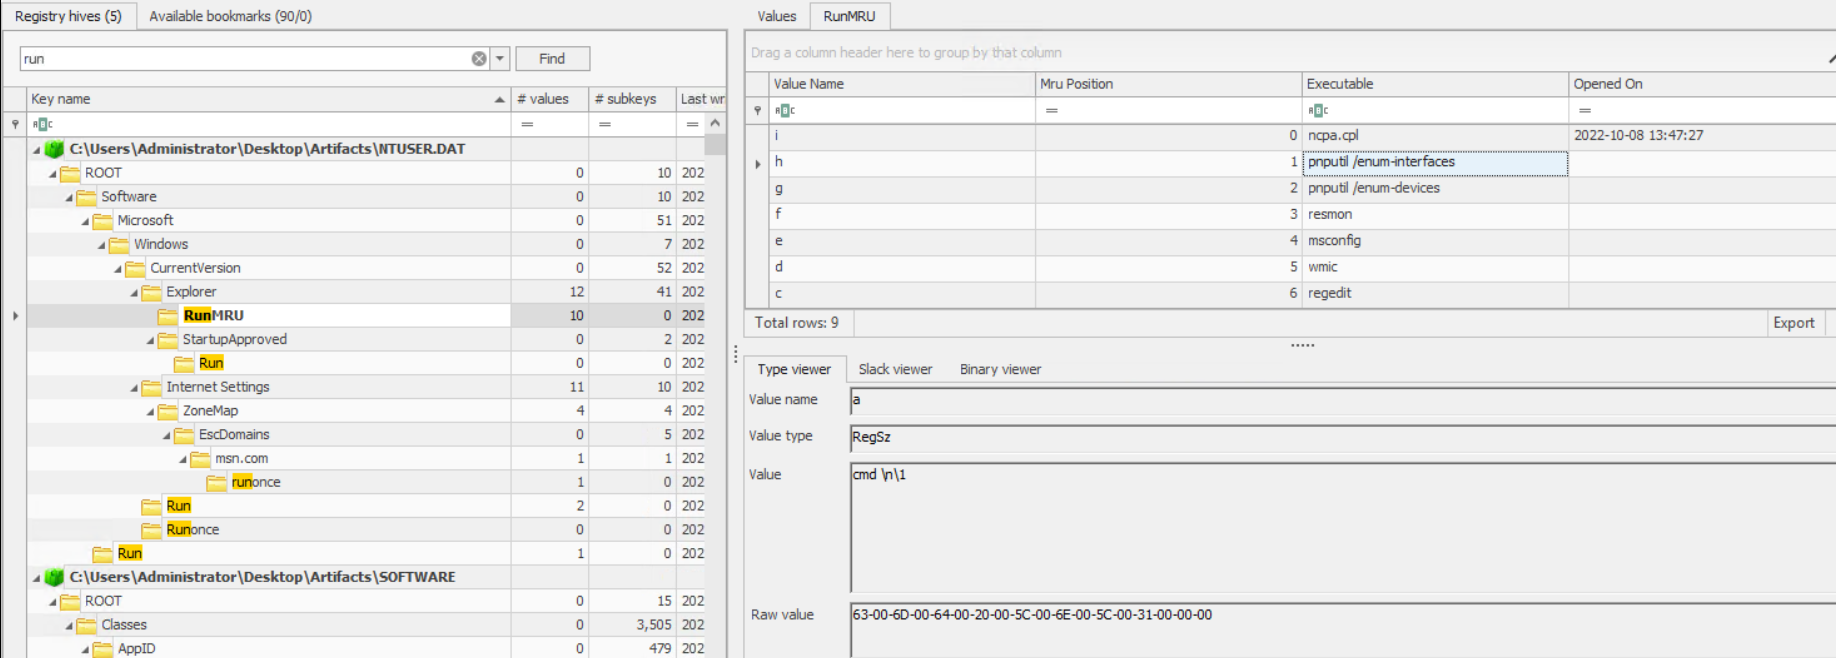 Registry hives (5) Available bookmarks (90/0)
run Find
Key name # values # subkeys Last wr
ABC = = =
C:\Users\Administrator\Desktop\Artifacts\NTUSER.DAT
ROOT 0 10 202
Software 0 10 202
Microsoft 0 51 202
Windows 0 7 202
CurrentVersion 0 52 202
Explorer 12 41 202
RunMRU 10 0 202
StartupApproved 0 2 202
Run 0 0 202
Internet Settings 11 10 202
ZoneMap 4 4 202
EscDomains 0 5 202
msn.com 1 1 202
runonce 1 0 202
Run 2 0 202
Runonce 0 0 202
Run 1 0 202
C:\Users\Administrator\Desktop\Artifacts\SOFTWARE
ROOT 0 15 202
Classes 0 3,505 202
AppID 0 479 202
Values RunMRU
Drag a column header here to group by that column
Value Name Mru Position Executable Opened On
ABC = ABC =
i 0 ncpa.cpl 2022-10-08 13:47:27
h 1 pnputil /enum-interfaces
g 2 pnputil /enum-devices
f 3 resmon
e 4 msconfig
d 5 wmic
c 6 regedit
Total rows: 9 Export
Type viewer Slack viewer Binary viewer
Value name a
Value type RegSz
Value cmd \n\1
Raw value 63-00-6D-00-64-00-20-00-5C-00-6E-00-5C-00-31-00-00-00